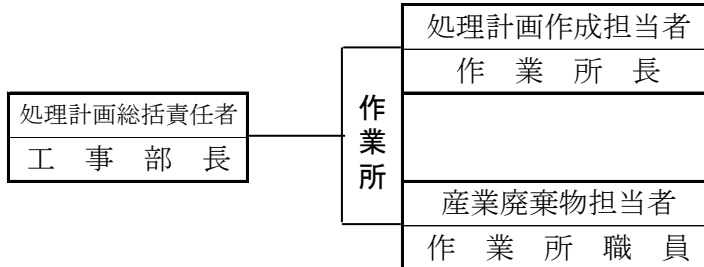 処理計画総括責任者
工事部長
作業所
処理計画作成担当者
作業所長
産業廃棄物担当者
作業所職員